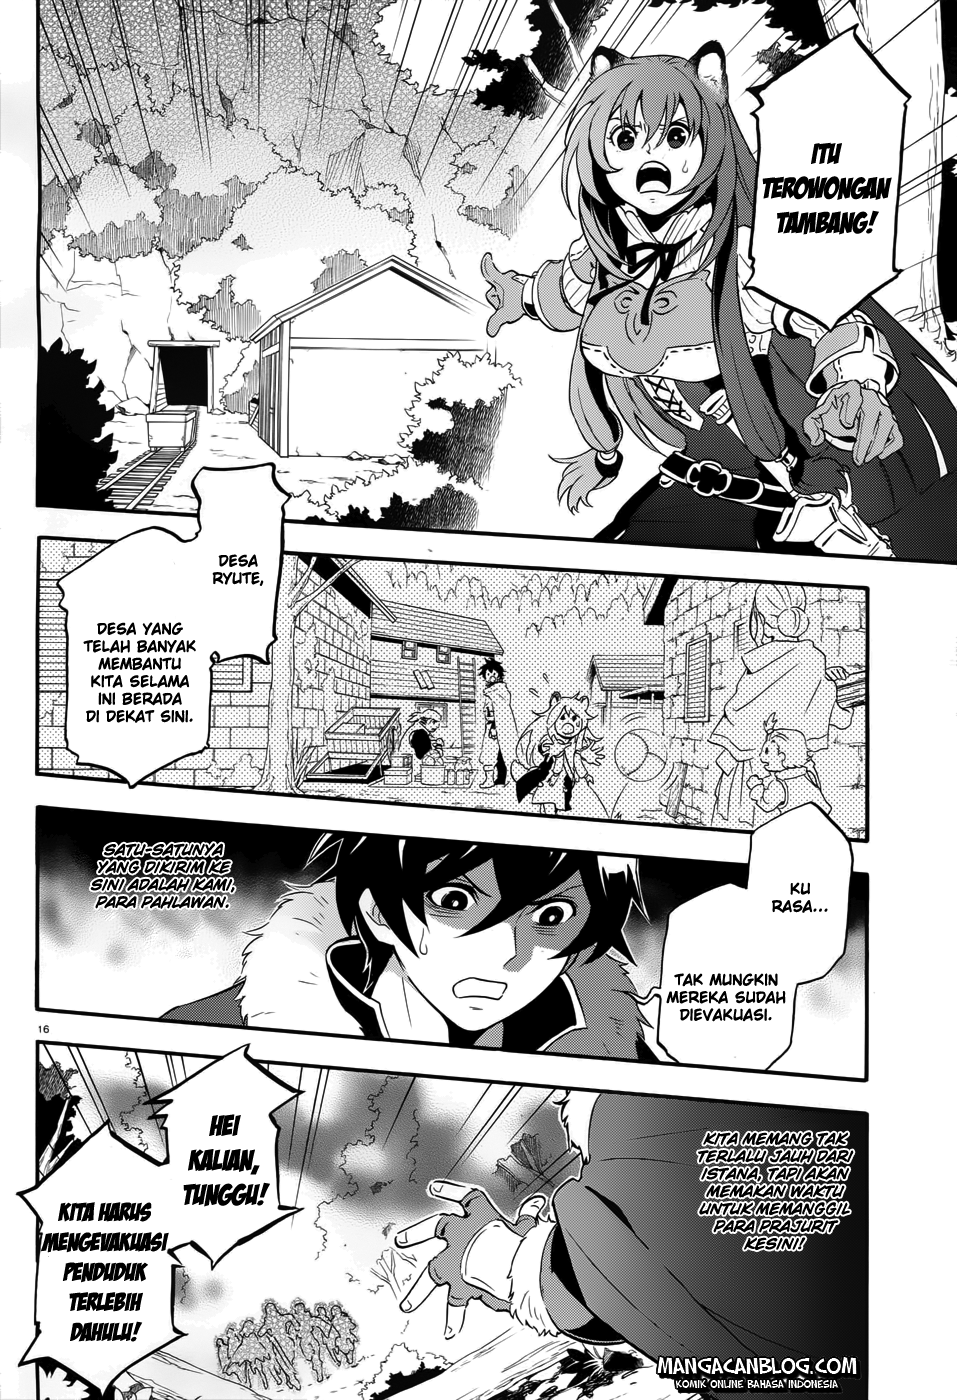 ITU
TEROWONGAN
TAMBANG!
DESA
RYUTE,
DESA YANG
TELAH BANYAK
MEMBANTU
KITA SELAMA
INI BERADA
DI DEKAT SINI.
KU
RASA...
TAK MUNGKIN
MEREKA SUDAH
DIEVAKUASI.
SATU-SATUNYA
YANG DIKIRIM KE
SINI ADALAH KAMI,
PARA PAHLAWAN.
16
KITA MEMANG TAK
TERLALU JAUH DARI
ISTANA, TAPI AKAN
MEMAKAN WAKTU
UNTUK MEMANGGIL
PARA PRAJURIT
KESINI!
HEI
KALIAN,
TUNGGU!
KITA HARUS
MENGEVAKUASI
PENDUDUK
TERLEBIH
DAHULU!
MANGACANBLOG.COM
KOMIK ONLINE BAHASA INDONESIA